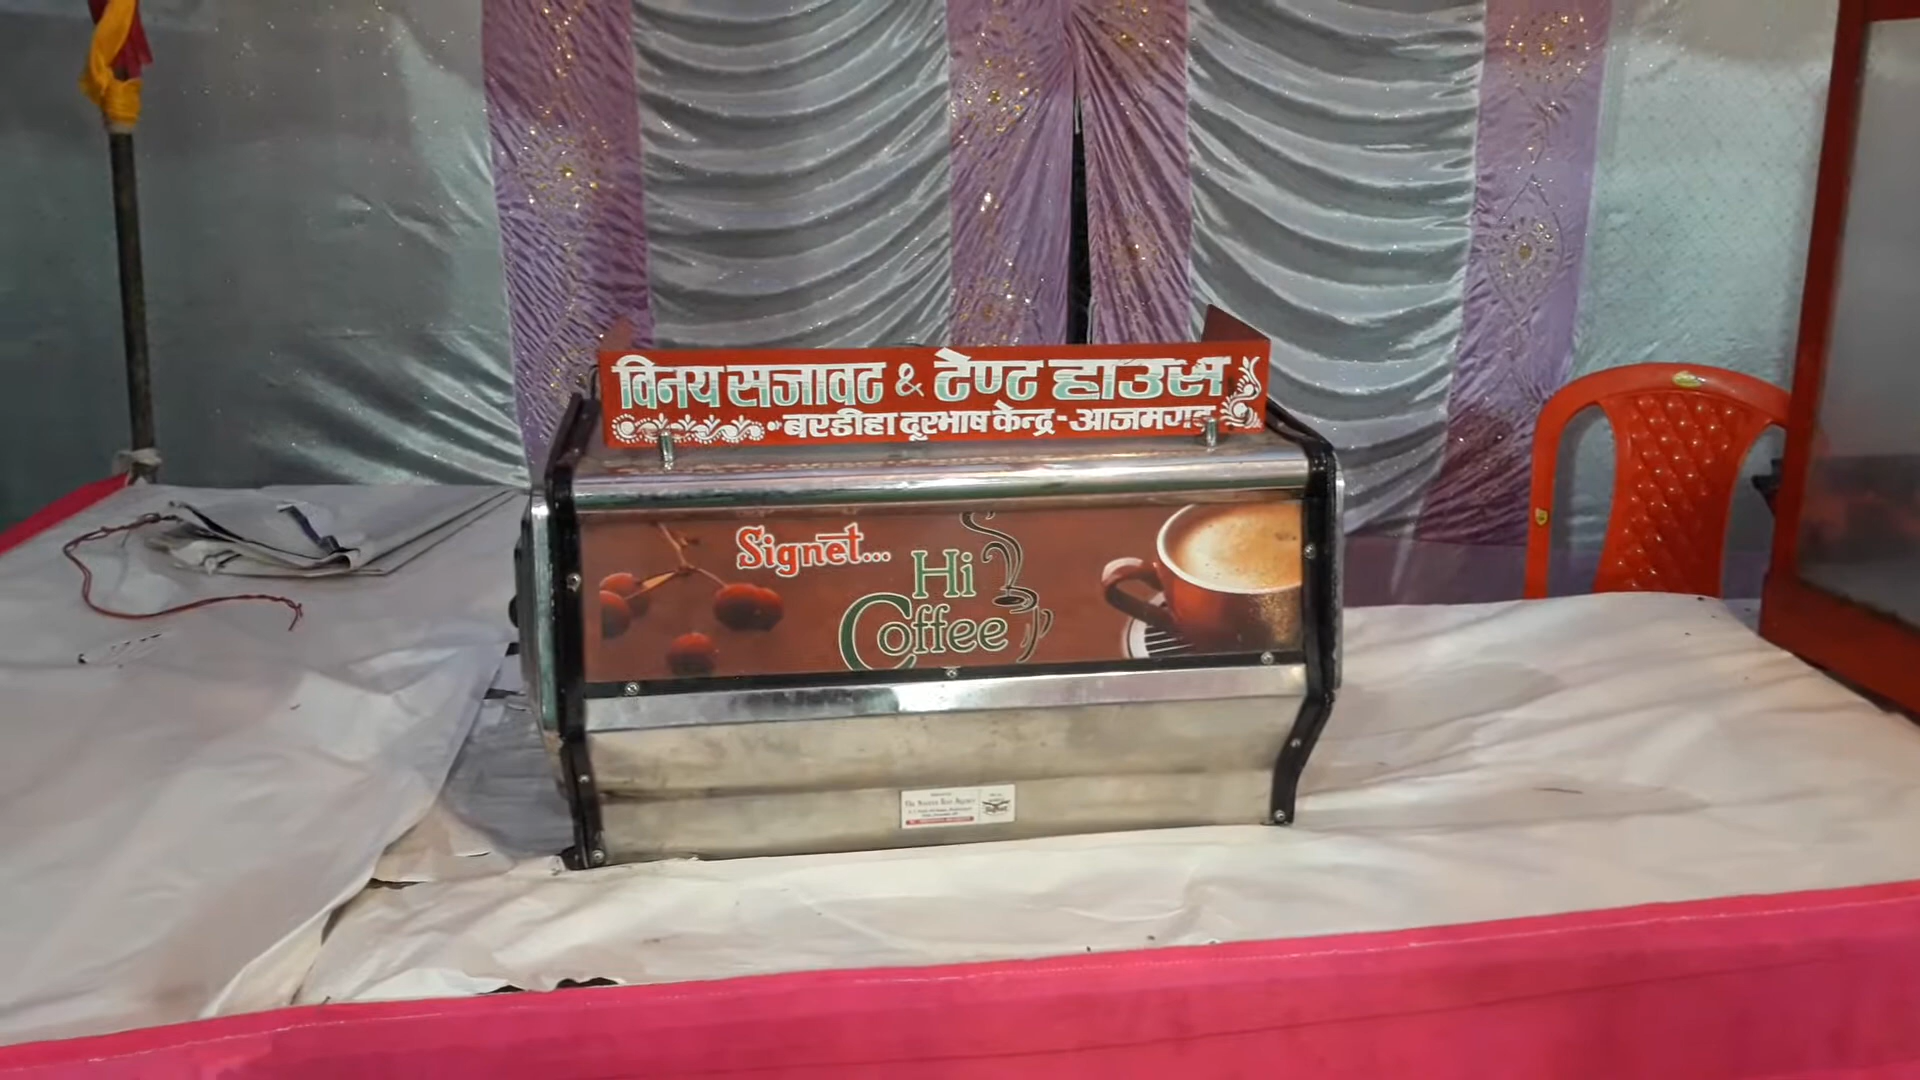 विनय सजावट & टेण्ट हाउस
बरडीहा दूरभाष केन्द्र-आजमगढ़
Signet...
Hi
Coffee